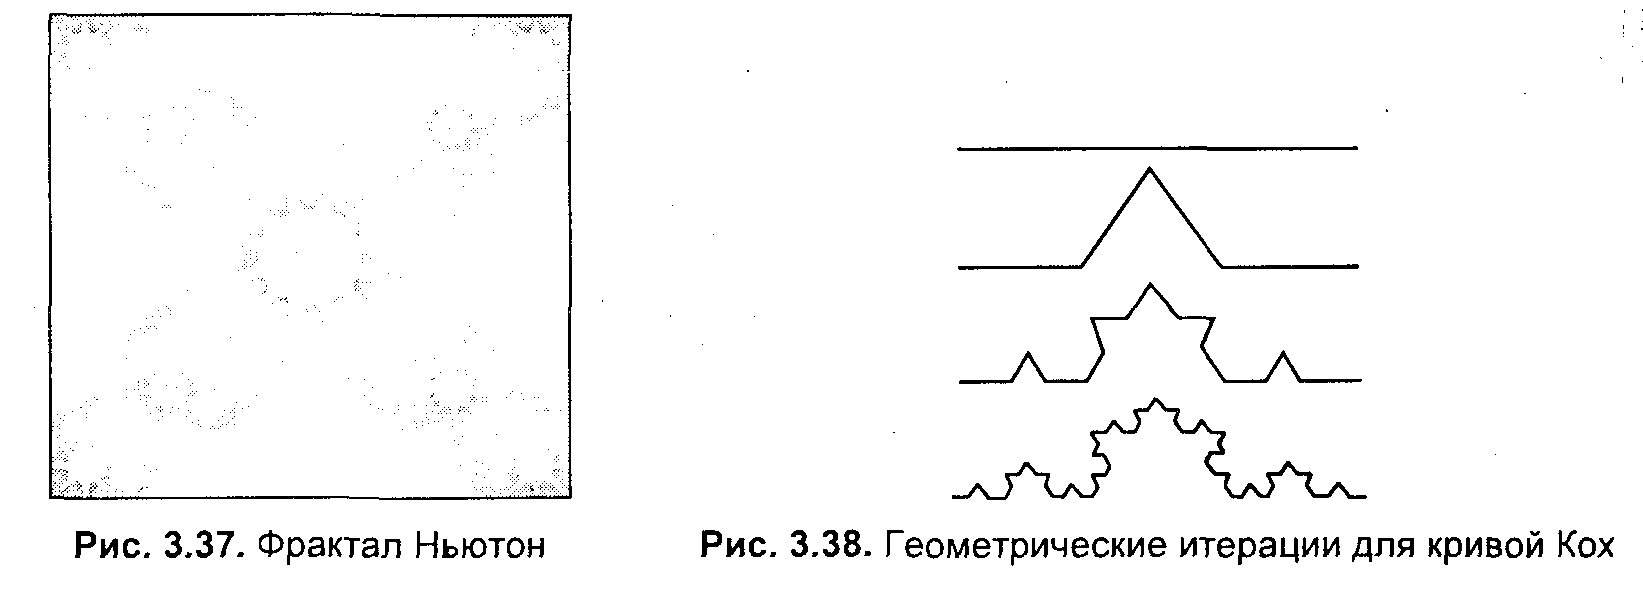 Рис. 3.37. Фрактал Ньютон
Рис. 3.38. Геометрические итерации для кривой Кох